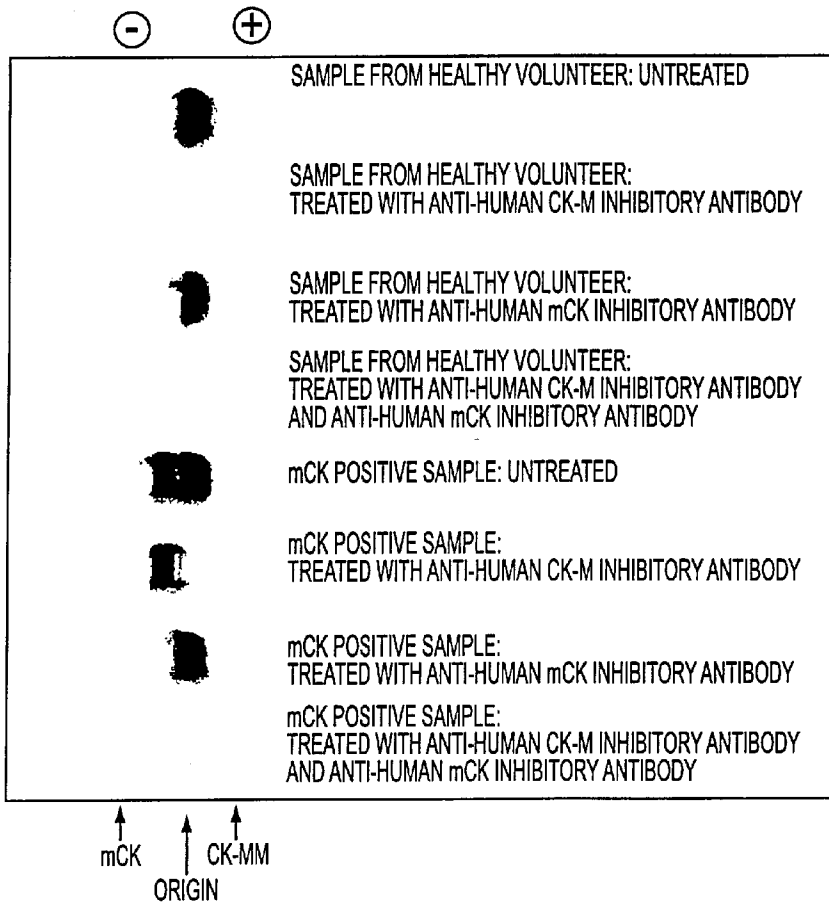 - +
SAMPLE FROM HEALTHY VOLUNTEER: UNTREATED
SAMPLE FROM HEALTHY VOLUNTEER:
TREATED WITH ANTI-HUMAN CK-M INHIBITORY ANTIBODY
SAMPLE FROM HEALTHY VOLUNTEER:
TREATED WITH ANTI-HUMAN mCK INHIBITORY ANTIBODY
SAMPLE FROM HEALTHY VOLUNTEER:
TREATED WITH ANTI-HUMAN CK-M INHIBITORY ANTIBODY
AND ANTI-HUMAN mCK INHIBITORY ANTIBODY
mCK POSITIVE SAMPLE: UNTREATED
mCK POSITIVE SAMPLE:
TREATED WITH ANTI-HUMAN CK-M INHIBITORY ANTIBODY
mCK POSITIVE SAMPLE:
TREATED WITH ANTI-HUMAN mCK INHIBITORY ANTIBODY
mCK POSITIVE SAMPLE:
TREATED WITH ANTI-HUMAN CK-M INHIBITORY ANTIBODY
AND ANTI-HUMAN mCK INHIBITORY ANTIBODY
mCK CK-MM
ORIGIN